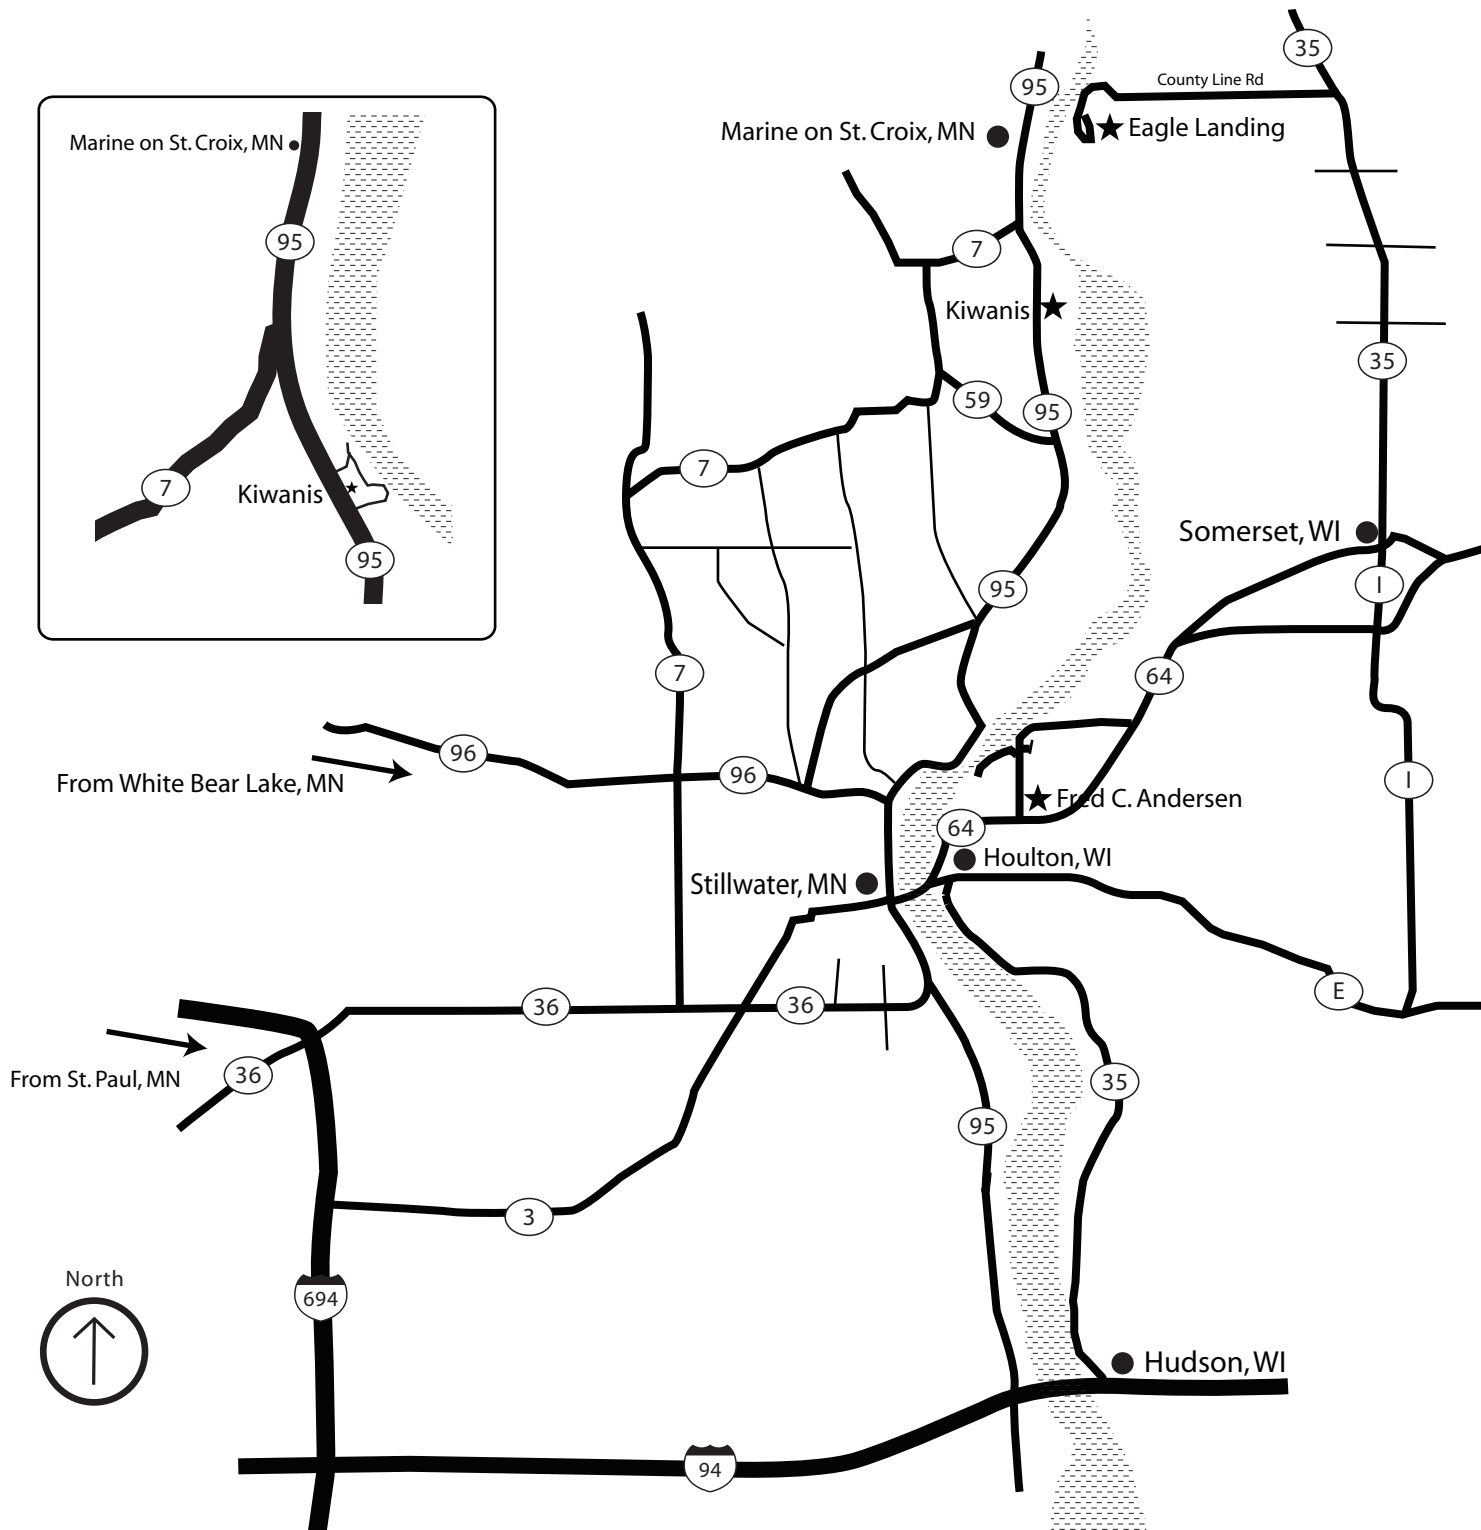 35
95
County Line Rd
Marine on St. Croix, MN
Eagle Landing
Marine on St. Croix, MN
95
7
Kiwanis
35
59
95
7
7
Kiwanis
95
Somerset, WI
I
95
7
64
96
96
From White Bear Lake, MN
I
Fred C. Andersen
64
Houlton, WI
Stillwater, MN
E
36
36
From St. Paul, MN
36
35
95
3
North
694
Hudson, WI
94